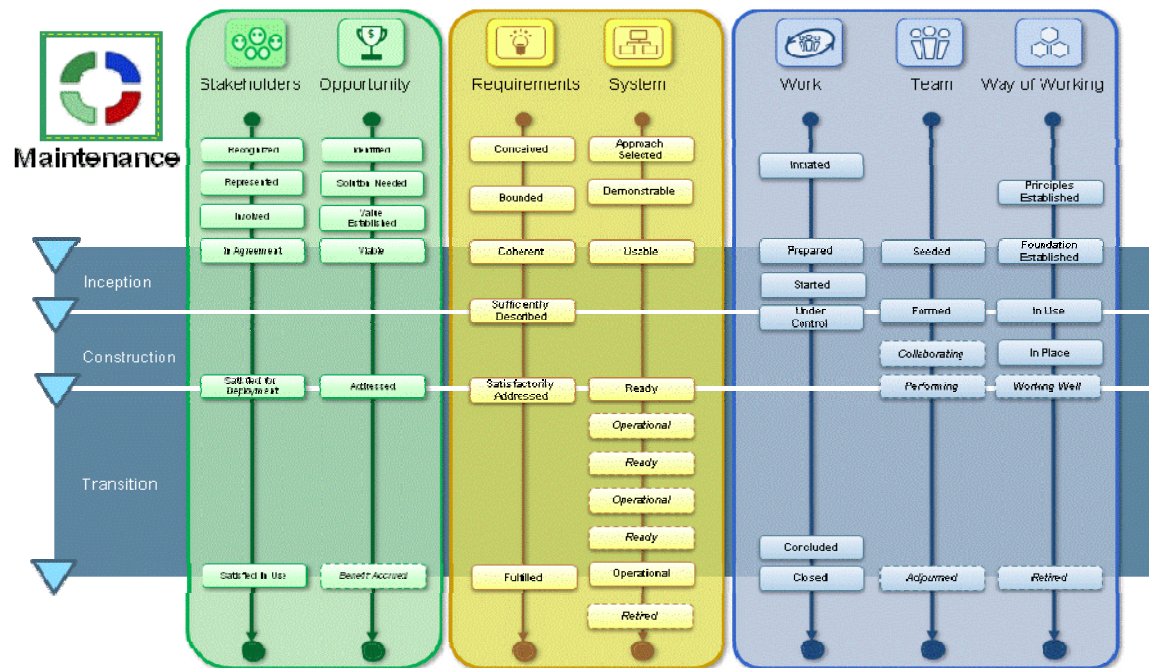 Maintenance
Stakeholders
Opportunity
Requirements
System
Work
Team
Way of Working
Recognized
Identified
Conceived
Approach
Selected
Initiated
Represented
Solution Needed
Bounded
Demonstrable
Principles
Established
Involved
Value
Established
In Agreement
Viable
Coherent
Usable
Prepared
Seeded
Foundation
Established
Inception
Started
Sufficiently
Described
Under
Control
Formed
In Use
Construction
Collaborating
In Place
Satisfied for
Deployment
Addressed
Satisfactorily
Addressed
Ready
Performing
Working Well
Operational
Ready
Transition
Operational
Ready
Concluded
Satisfied in Use
Benefit Accrued
Fulfilled
Operational
Closed
Adjourned
Retired
Retired